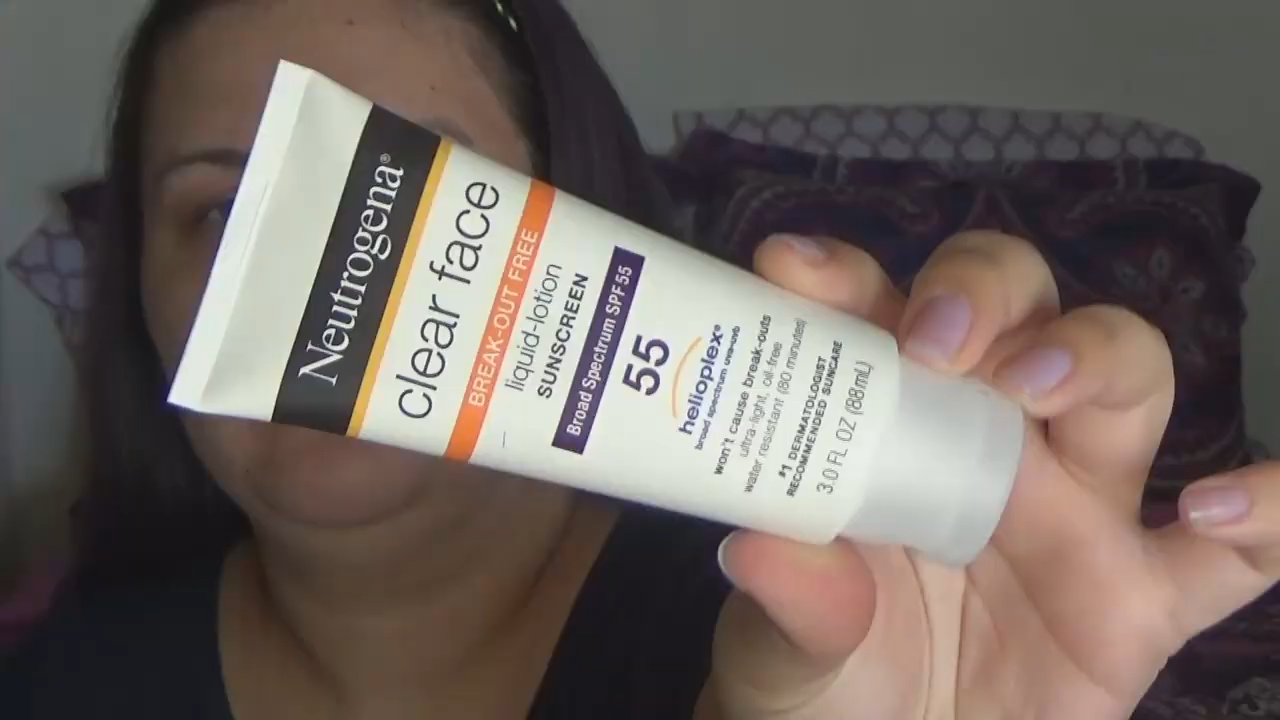 Neutrogena®
clear face
BREAK-OUT FREE
liquid-lotion
SUNSCREEN
Broad Spectrum SPF 55
55
helioplex®
broad spectrum uva•uvb
won't cause break-outs
ultra-light, oil-free
water resistant (80 minutes)
#1 DERMATOLOGIST
RECOMMENDED SUNCARE
3.0 FL OZ (88mL)